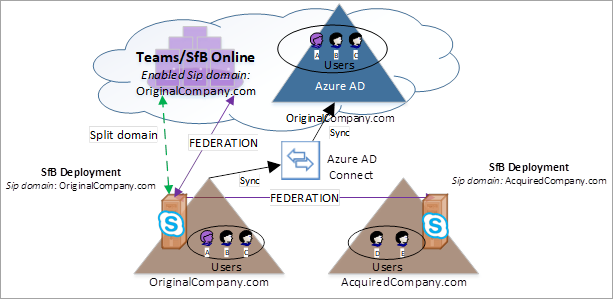 Teams/SfB Online
Enabled Sip domain:
OriginalCompany.com
A B C
Users
Azure AD
OriginalCompany.com
Sync
Split domain
FEDERATION
Azure AD
Connect
Sync
SfB Deployment
Sip domain: OriginalCompany.com
SfB Deployment
Sip domain: AcquiredCompany.com
FEDERATION
A B C
Users
OriginalCompany.com
D E
Users
AcquiredCompany.com